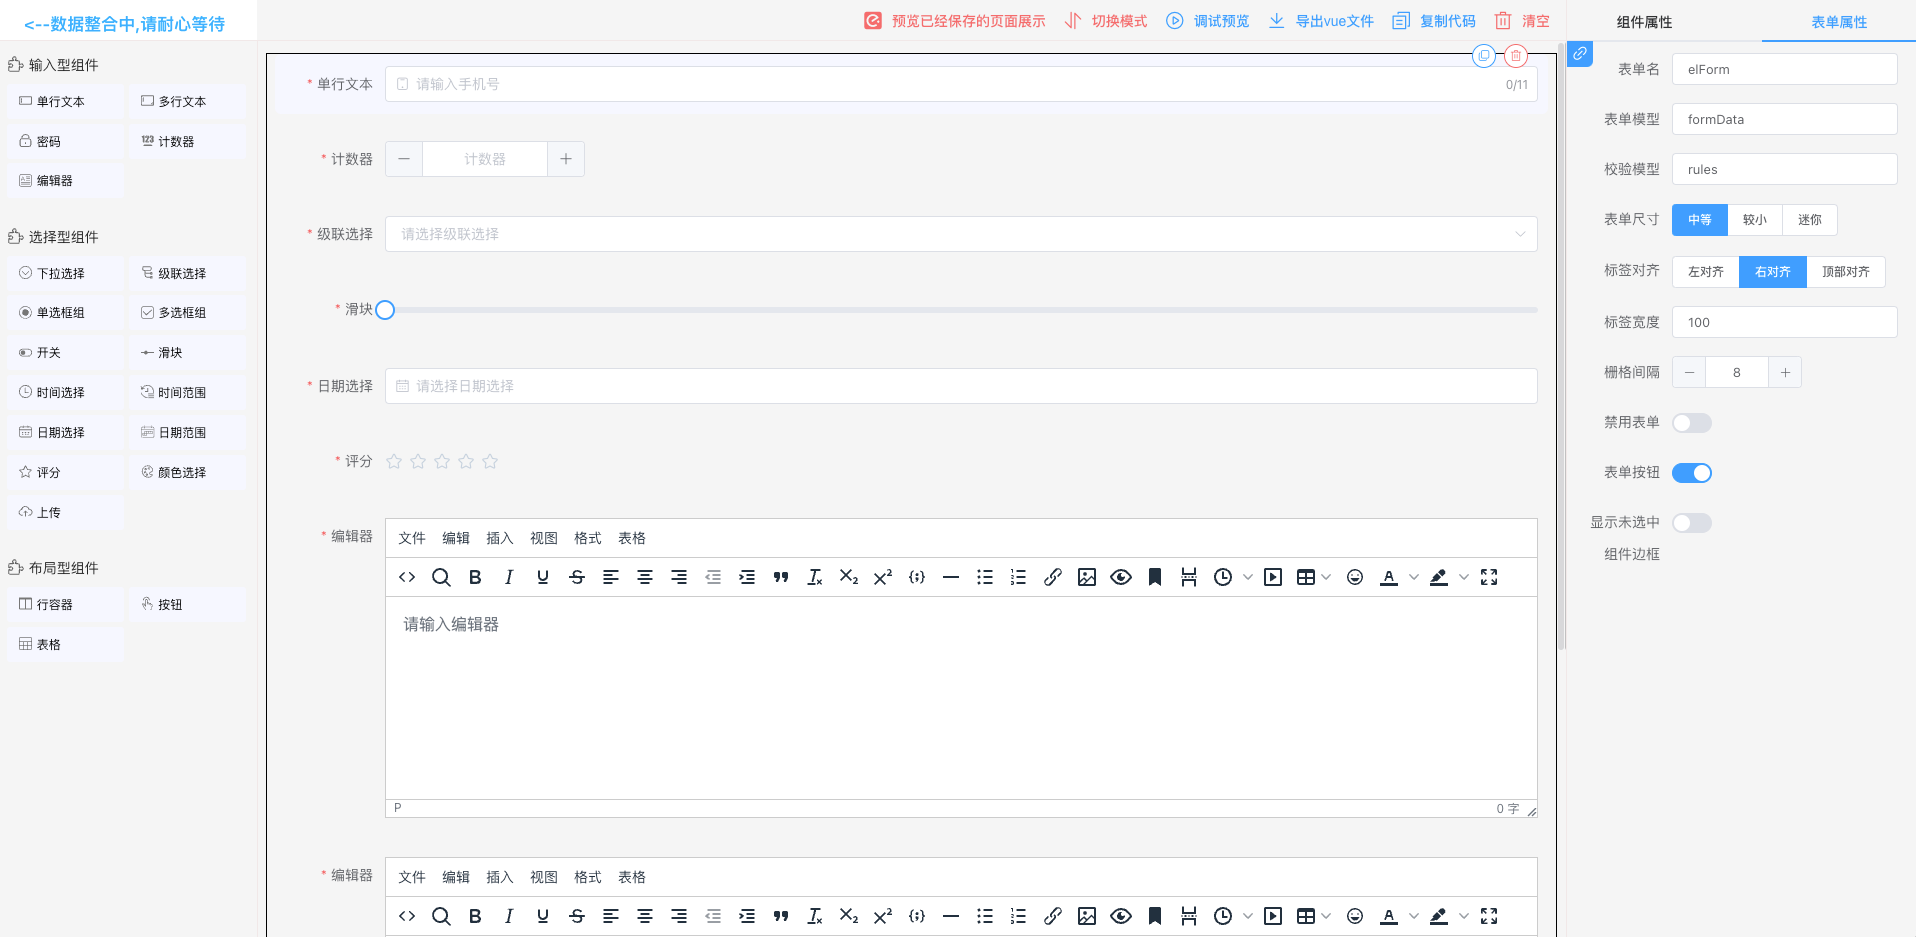 <--数据整合中,请耐心等待
预览已经保存的页面展示 切换模式 调试预览 导出vue文件 复制代码 清空
组件属性 表单属性
输入型组件
单行文本 多行文本
密码 计数器
编辑器
选择型组件
下拉选择 级联选择
单选框组 多选框组
开关 滑块
时间选择 时间范围
日期选择 日期范围
评分 颜色选择
上传
布局型组件
行容器 按钮
表格
* 单行文本 请输入手机号 0/11
* 计数器 计数器
* 级联选择 请选择级联选择
* 滑块
* 日期选择 请选择日期选择
* 评分
* 编辑器 文件 编辑 插入 视图 格式 表格
请输入编辑器
P 0 字
* 编辑器 文件 编辑 插入 视图 格式 表格
表单名 elForm
表单模型 formData
校验模型 rules
表单尺寸 中等 较小 迷你
标签对齐 左对齐 右对齐 顶部对齐
标签宽度 100
栅格间隔 8
禁用表单
表单按钮
显示未选中
组件边框